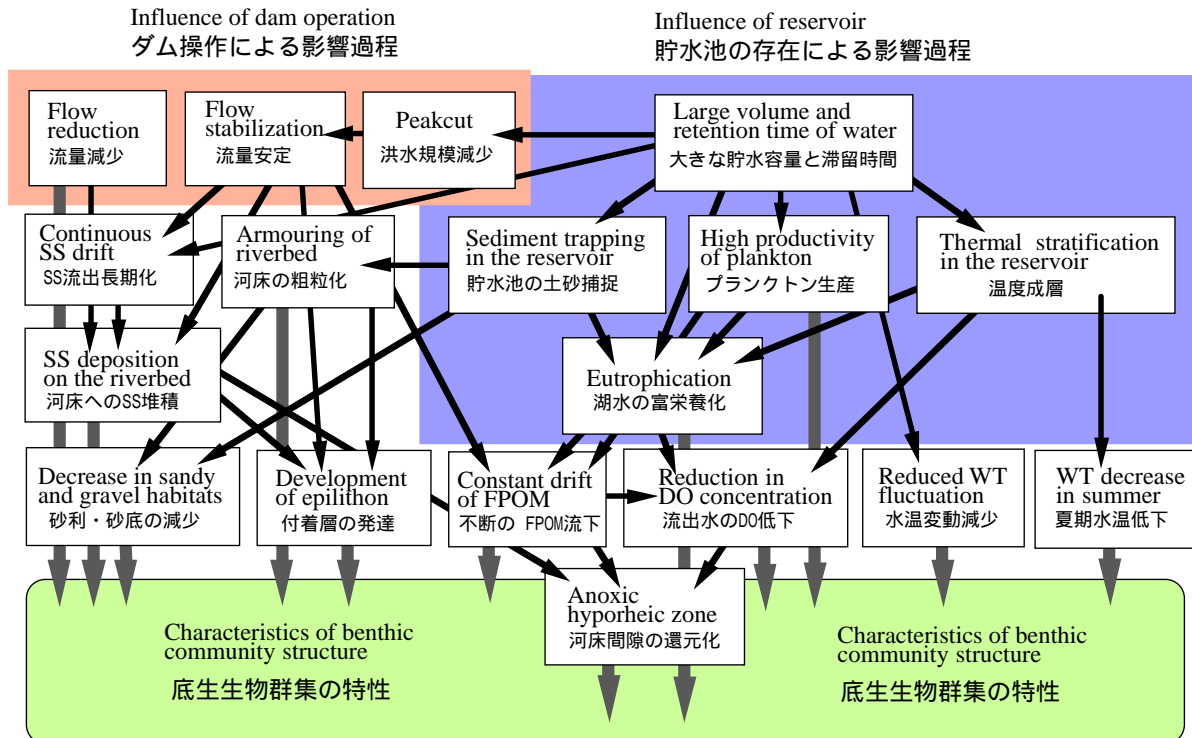 Influence of dam operation
ダム操作による影響過程
Influence of reservoir
貯水池の存在による影響過程
Flow
reduction
流量減少
Flow
stabilization
流量安定
Peakcut
洪水規模減少
Large volume and
retention time of water
大きな貯水容量と滞留時間
Continuous
SS drift
SS流出長期化
Armouring of
riverbed
河床の粗粒化
Sediment trapping
in the reservoir
貯水池の土砂捕捉
High productivity
of plankton
プランクトン生産
Thermal stratification
in the reservoir
温度成層
SS deposition
on the riverbed
河床へのSS堆積
Eutrophication
湖水の富栄養化
Decrease in sandy
and gravel habitats
砂利・砂底の減少
Development
of epilithon
付着層の発達
Constant drift
of FPOM
不断の FPOM流下
Reduction in
DO concentration
流出水のDO低下
Reduced WT
fluctuation
水温変動減少
WT decrease
in summer
夏期水温低下
Anoxic
hyporheic zone
河床間隙の還元化
Characteristics of benthic
community structure
底生生物群集の特性
Characteristics of benthic
community structure
底生生物群集の特性